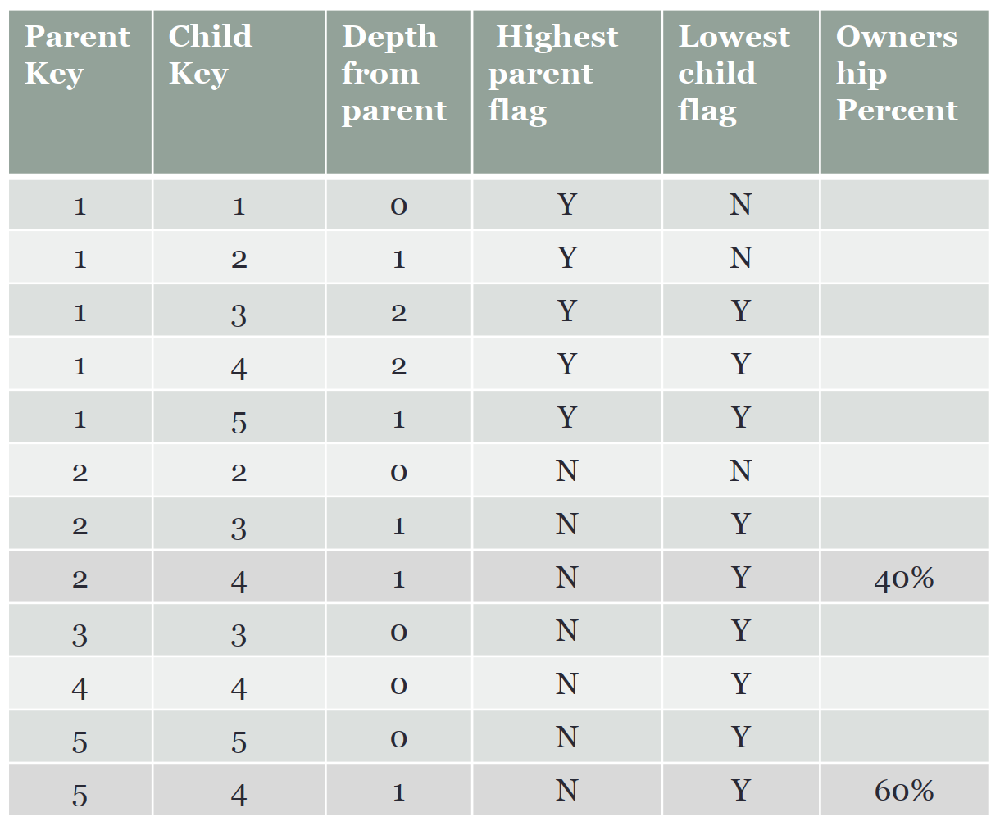 Parent Key | Child Key | Depth from parent | Highest parent flag | Lowest child flag | Owners hip Percent
1 | 1 | 0 | Y | N |
1 | 2 | 1 | Y | N |
1 | 3 | 2 | Y | Y |
1 | 4 | 2 | Y | Y |
1 | 5 | 1 | Y | Y |
2 | 2 | 0 | N | N |
2 | 3 | 1 | N | Y |
2 | 4 | 1 | N | Y | 40%
3 | 3 | 0 | N | Y |
4 | 4 | 0 | N | Y |
5 | 5 | 0 | N | Y |
5 | 4 | 1 | N | Y | 60%